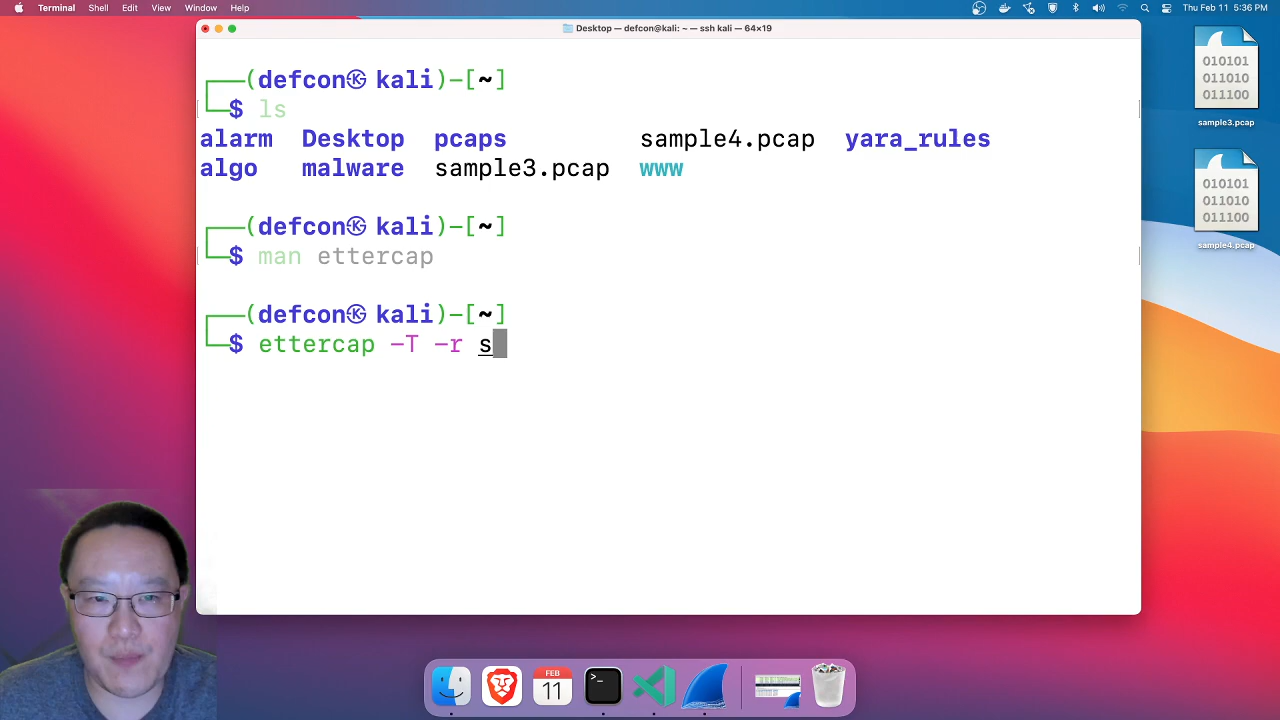 Terminal Shell Edit View Window Help Thu Feb 11 5:36 PM
Desktop — defcon@kali: ~ — ssh kali — 64×19
┌──(defcon㉿ kali)-[~]
└─$ ls
alarm Desktop pcaps sample4.pcap yara_rules
algo malware sample3.pcap www
┌──(defcon㉿ kali)-[~]
└─$ man ettercap
┌──(defcon㉿ kali)-[~]
└─$ ettercap -T -r s
010101
011010
011100
sample3.pcap
010101
011010
011100
sample4.pcap
FEB
11
>_